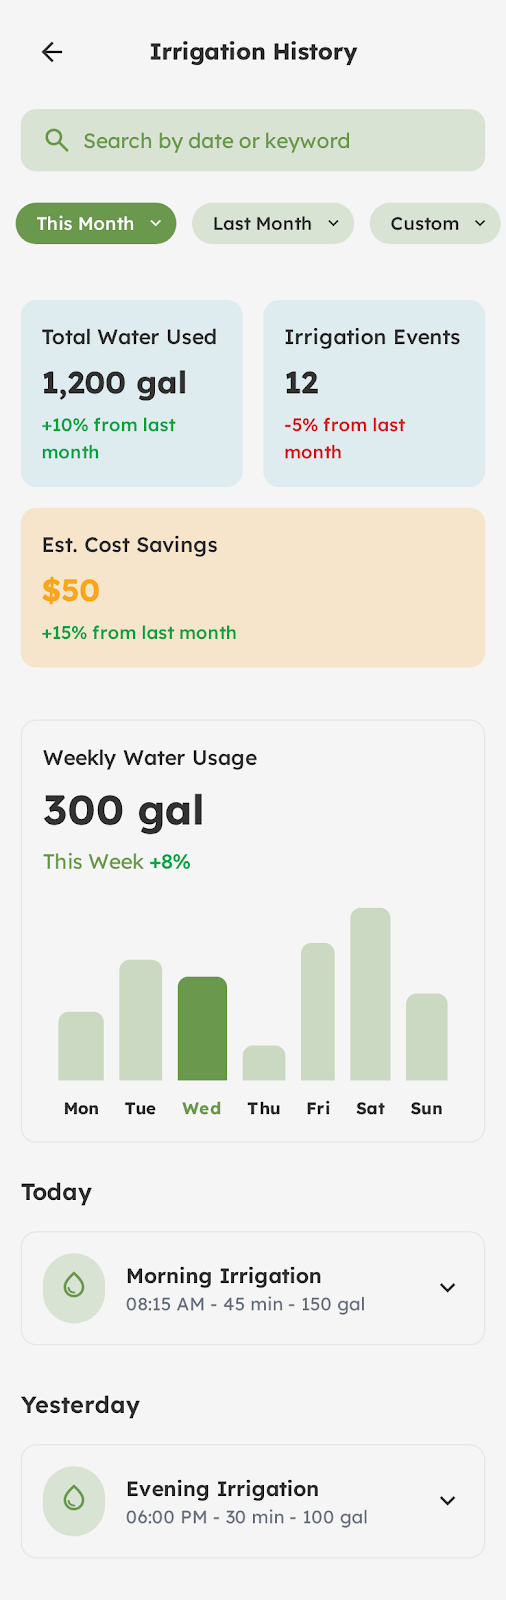 Irrigation History
Search by date or keyword
This Month
Last Month
Custom
Total Water Used
1,200 gal
+10% from last
month
Irrigation Events
12
-5% from last
month
Est. Cost Savings
$50
+15% from last month
Weekly Water Usage
300 gal
This Week +8%
Mon Tue Wed Thu Fri Sat Sun
Today
Morning Irrigation
08:15 AM - 45 min - 150 gal
Yesterday
Evening Irrigation
06:00 PM - 30 min - 100 gal